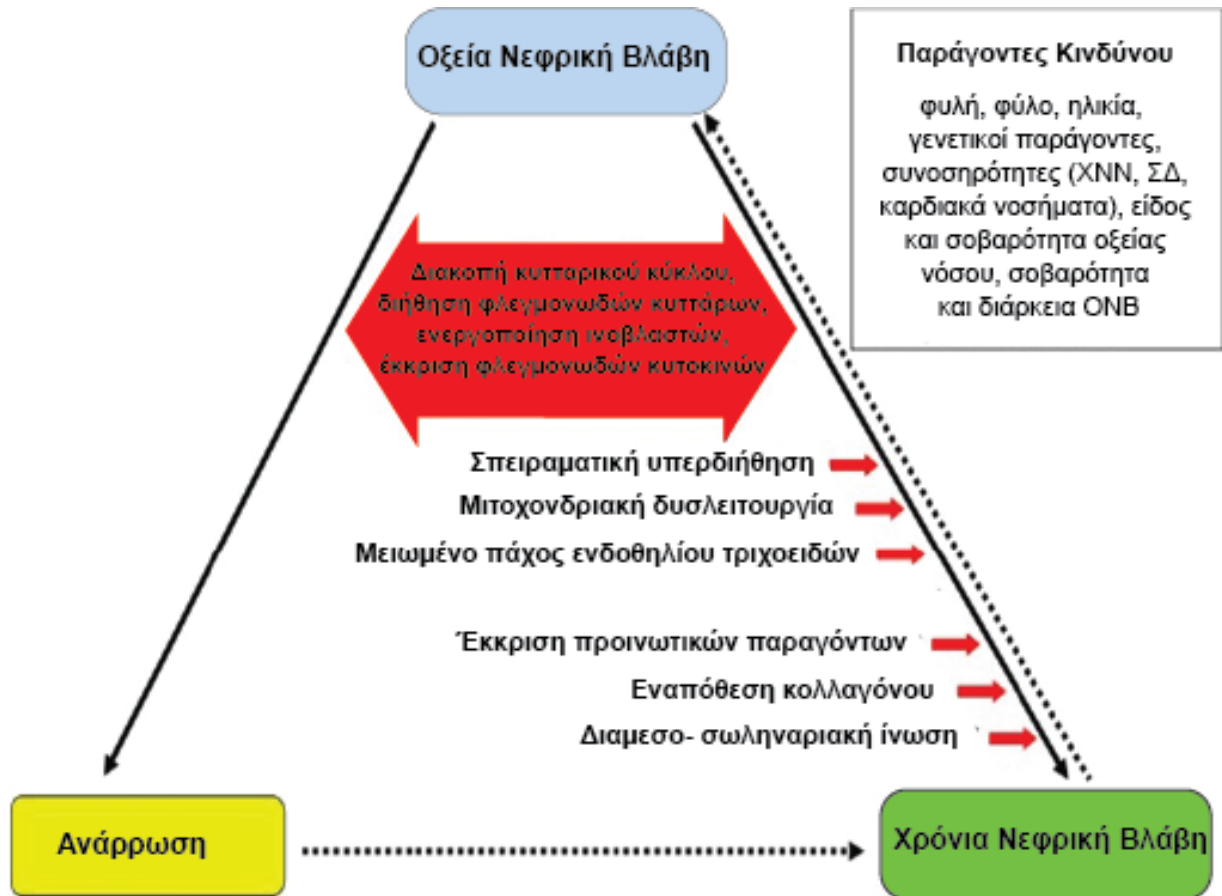 Οξεία Νεφρική Βλάβη
Παράγοντες Κινδύνου
φυλή, φύλο, ηλικία,
γενετικοί παράγοντες,
συνοσηρότητες (ΧΝΝ, ΣΔ,
καρδιακά νοσήματα), είδος
και σοβαρότητα οξείας
νόσου, σοβαρότητα
και διάρκεια ΟΝΒ
Διακοπή κυτταρικού κύκλου,
διήθηση φλεγμονωδών κυττάρων,
ενεργοποίηση ινοβλαστών,
έκκριση φλεγμονωδών κυτοκινών
Σπειραματική υπερδιήθηση
Μιτοχονδριακή δυσλειτουργία
Μειωμένο πάχος ενδοθηλίου τριχοειδών
Έκκριση προινωτικών παραγόντων
Εναπόθεση κολλαγόνου
Διαμεσο- σωληναριακή ίνωση
Ανάρρωση
Χρόνια Νεφρική Βλάβη